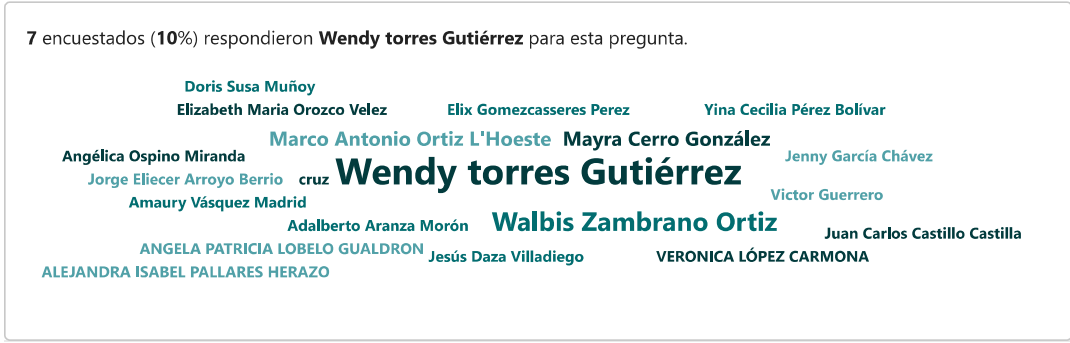 7 encuestados (10%) respondieron Wendy torres Gutiérrez para esta pregunta.
Doris Susa Muñoy
Elizabeth Maria Orozco Velez
Elix Gomezcasseres Perez
Yina Cecilia Pérez Bolívar
Marco Antonio Ortiz L'Hoeste
Mayra Cerro González
Angélica Ospino Miranda
Jenny García Chávez
Wendy torres Gutiérrez
Jorge Eliecer Arroyo Berrio
cruz
Victor Guerrero
Amaury Vásquez Madrid
Walbis Zambrano Ortiz
Adalberto Aranza Morón
Juan Carlos Castillo Castilla
ANGELA PATRICIA LOBELO GUALDRON
Jesús Daza Villadiego
VERONICA LÓPEZ CARMONA
ALEJANDRA ISABEL PALLARES HERAZO